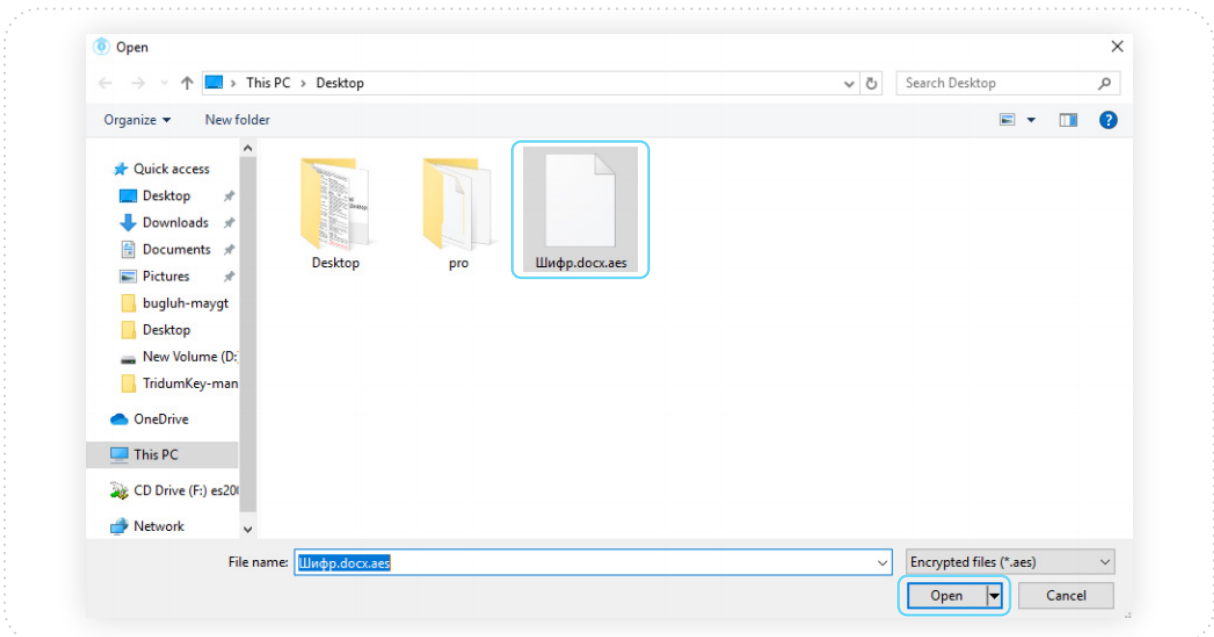 Open
This PC > Desktop
Search Desktop
Organize
New folder
Quick access
Desktop
Downloads
Documents
Pictures
bugluh-maygt
Desktop
New Volume (D:
TridumKey-man
OneDrive
This PC
CD Drive (F:) es200
Network
Desktop
pro
Шифр.docx.aes
File name: Шифр.docx.aes
Encrypted files (*.aes)
Open
Cancel